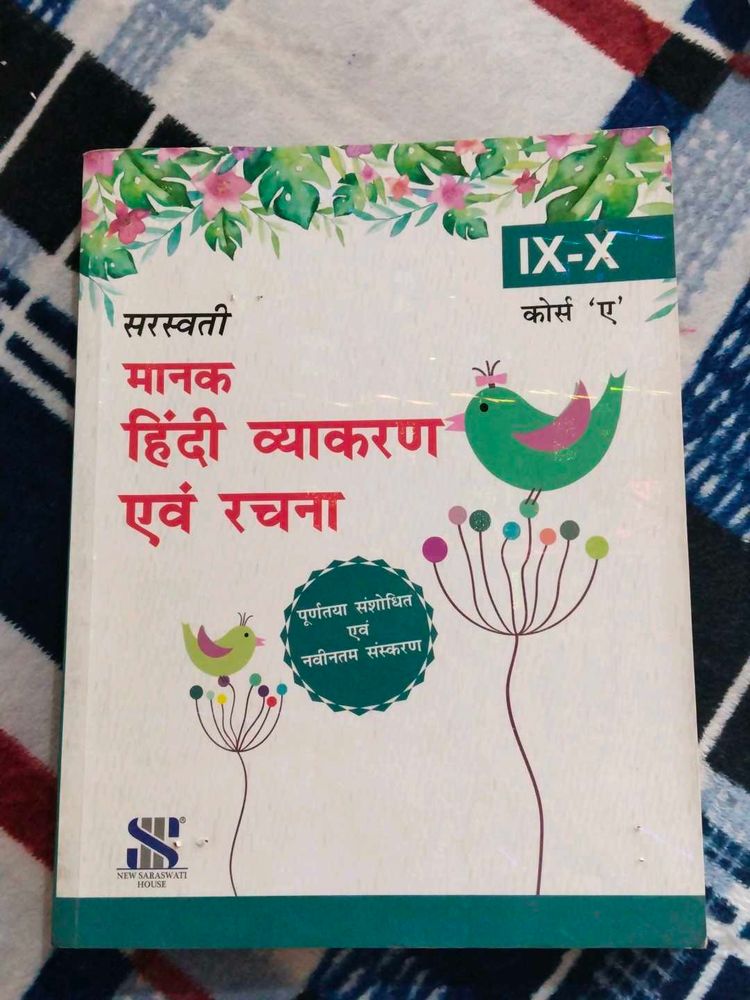 IX-X
कोर्स ‘ए’
सरस्वती
मानक
हिंदी व्याकरण
एवं रचना
पूर्णतया संशोधित
एवं
नवीनतम संस्करण
NEW SARASWATI
HOUSE